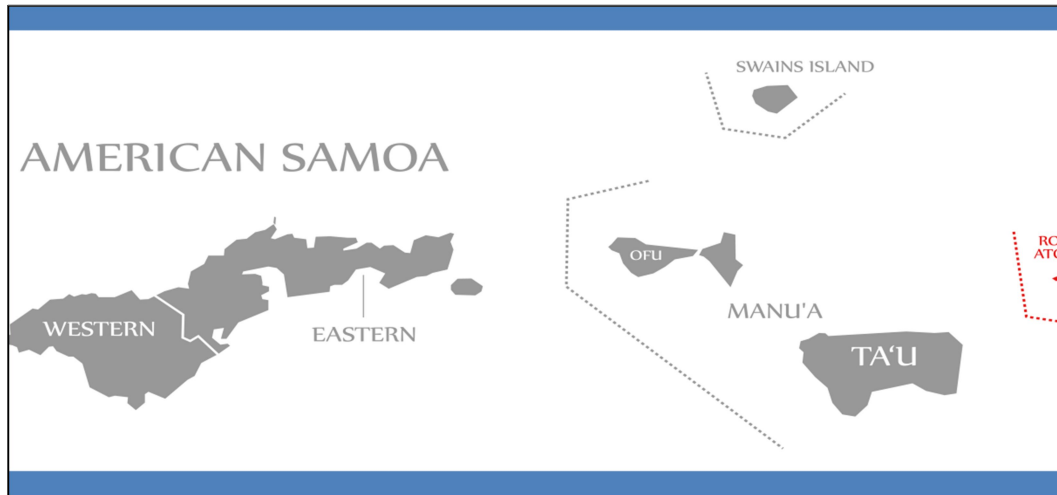 SWAINS ISLAND
AMERICAN SAMOA
OFU
MANU'A
WESTERN
EASTERN
TA‘U